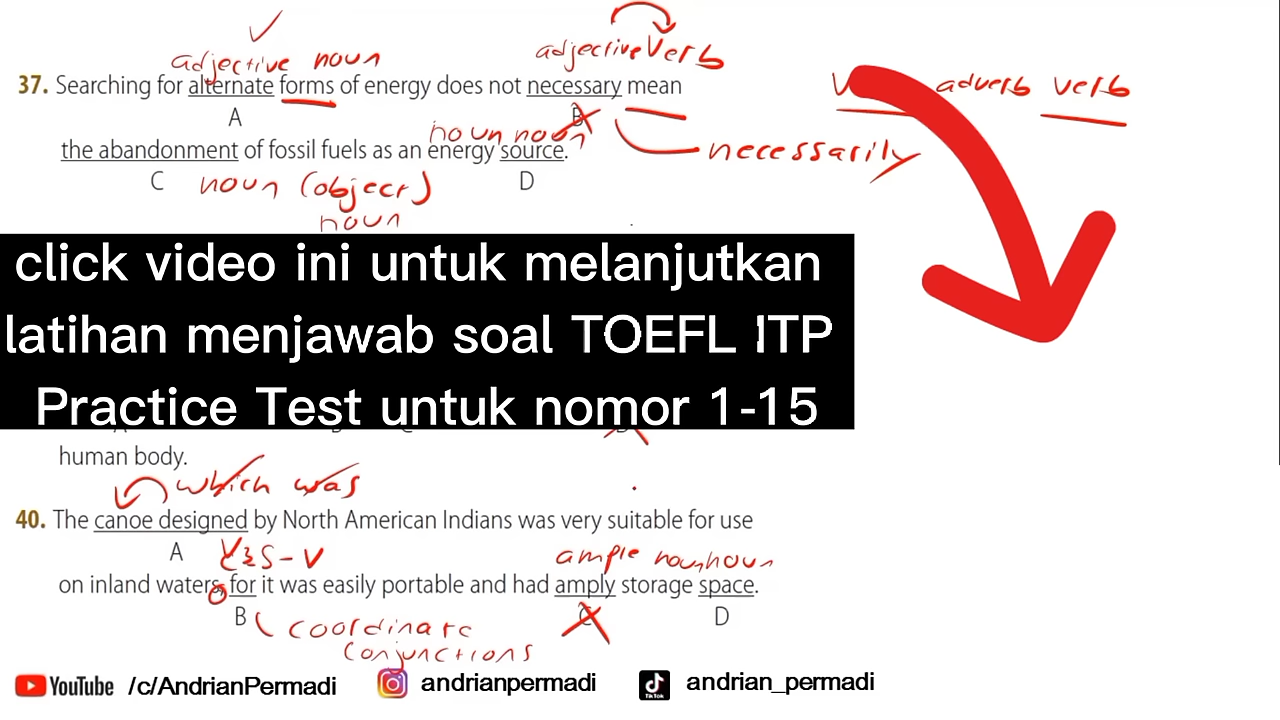 adjective noun
adjective verb
37. Searching for alternate forms of energy does not necessary mean
V adverb verb
A B
noun noun
necessarily
the abandonment of fossil fuels as an energy source.
C noun (object) D
noun
click video ini untuk melanjutkan
latihan menjawab soal TOEFL ITP
Practice Test untuk nomor 1-15
human body.
which was
40. The canoe designed by North American Indians was very suitable for use
A S-V ample noun noun
on inland waters, for it was easily portable and had amply storage space.
B coordinate C D
conjunctions
YouTube /c/AndrianPermadi andrianpermadi TikTok andrian_permadi